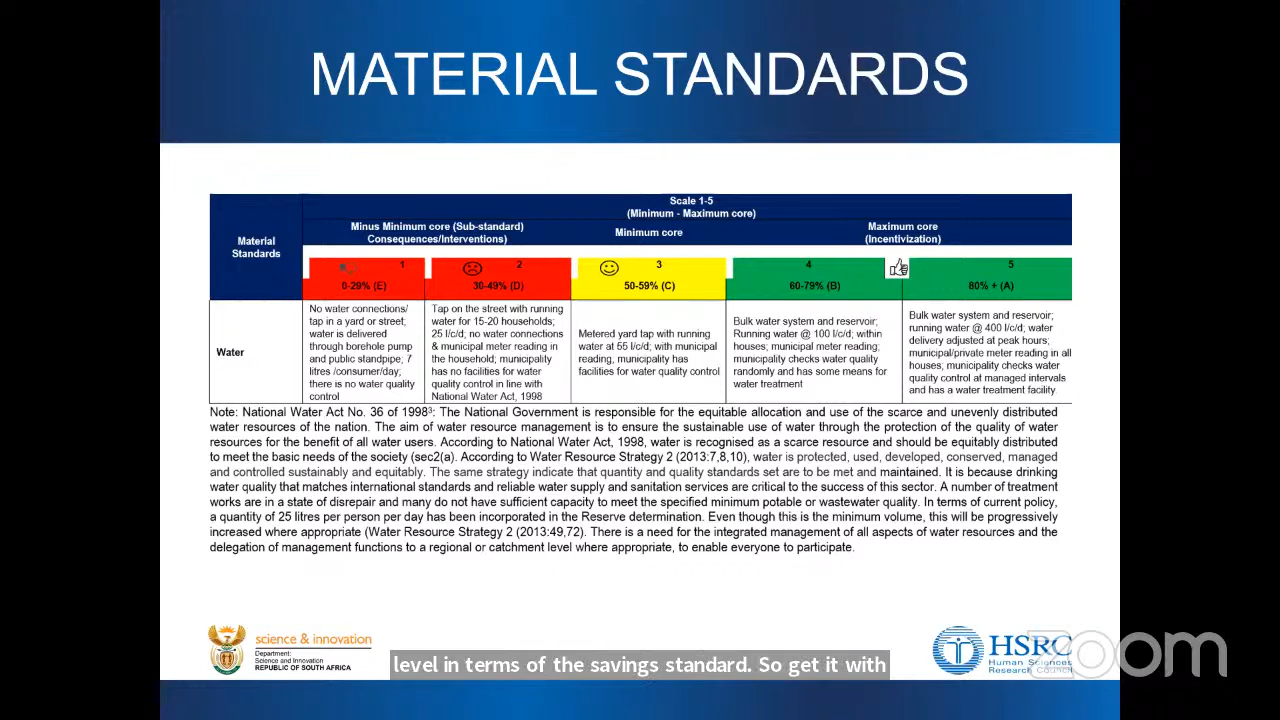 MATERIAL STANDARDS
Material
Standards
Scale 1-5
(Minimum - Maximum core)
Minus Minimum core (Sub-standard)
Consequences/Interventions)
Minimum core
Maximum core
(Incentivization)
1
0-29% (E)
2
30-49% (D)
3
50-59% (C)
4
60-79% (B)
5
80% + (A)
Water
No water connections/
tap in a yard or street;
water is delivered
through borehole pump
and public standpipe; 7
litres /consumer/day;
there is no water quality
control
Tap on the street with running
water for 15-20 households;
25 l/c/d; no water connections
& municipal meter reading in
the household; municipality
has no facilities for water
quality control in line with
National Water Act, 1998
Metered yard tap with running
water at 55 l/c/d; with municipal
reading, municipality has
facilities for water quality control
Bulk water system and reservoir;
Running water @ 100 l/c/d; within
houses; municipal meter reading;
municipality checks water quality
randomly and has some means for
water treatment
Bulk water system and reservoir;
running water @ 400 l/c/d; water
delivery adjusted at peak hours;
municipal/private meter reading in all
houses; municipality checks water
quality control at managed intervals
and has a water treatment facility.
Note: National Water Act No. 36 of 1998³: The National Government is responsible for the equitable allocation and use of the scarce and unevenly distributed
water resources of the nation. The aim of water resource management is to ensure the sustainable use of water through the protection of the quality of water
resources for the benefit of all water users. According to National Water Act, 1998, water is recognised as a scarce resource and should be equitably distributed
to meet the basic needs of the society (sec2(a). According to Water Resource Strategy 2 (2013:7,8,10), water is protected, used, developed, conserved, managed
and controlled sustainably and equitably. The same strategy indicate that quantity and quality standards set are to be met and maintained. It is because drinking
water quality that matches international standards and reliable water supply and sanitation services are critical to the success of this sector. A number of treatment
works are in a state of disrepair and many do not have sufficient capacity to meet the specified minimum potable or wastewater quality. In terms of current policy,
a quantity of 25 litres per person per day has been incorporated in the Reserve determination. Even though this is the minimum volume, this will be progressively
increased where appropriate (Water Resource Strategy 2 (2013:49,72). There is a need for the integrated management of all aspects of water resources and the
delegation of management functions to a regional or catchment level where appropriate, to enable everyone to participate.
science & innovation
Department:
Science and Innovation
REPUBLIC OF SOUTH AFRICA
level in terms of the savings standard. So get it with
HSRC
Human Sciences
Research Council
zoom